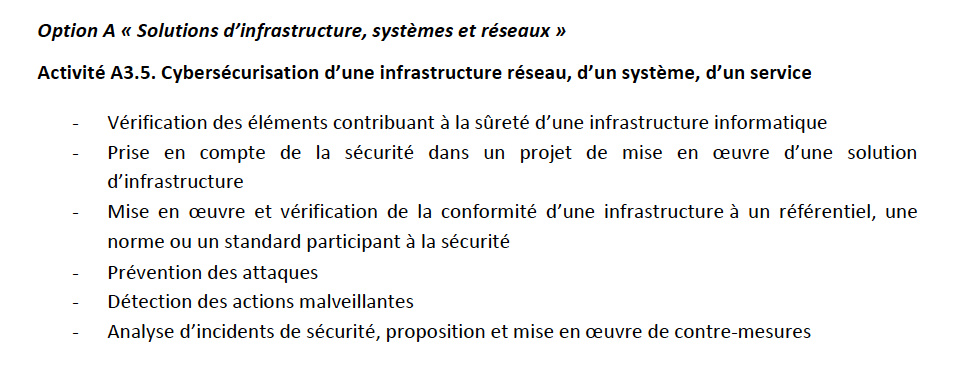 Option A « Solutions d’infrastructure, systèmes et réseaux »
Activité A3.5. Cybersécurisation d’une infrastructure réseau, d’un système, d’un service
- Vérification des éléments contribuant à la sûreté d’une infrastructure informatique
- Prise en compte de la sécurité dans un projet de mise en œuvre d’une solution
d’infrastructure
- Mise en œuvre et vérification de la conformité d’une infrastructure à un référentiel, une
norme ou un standard participant à la sécurité
- Prévention des attaques
- Détection des actions malveillantes
- Analyse d’incidents de sécurité, proposition et mise en œuvre de contre-mesures